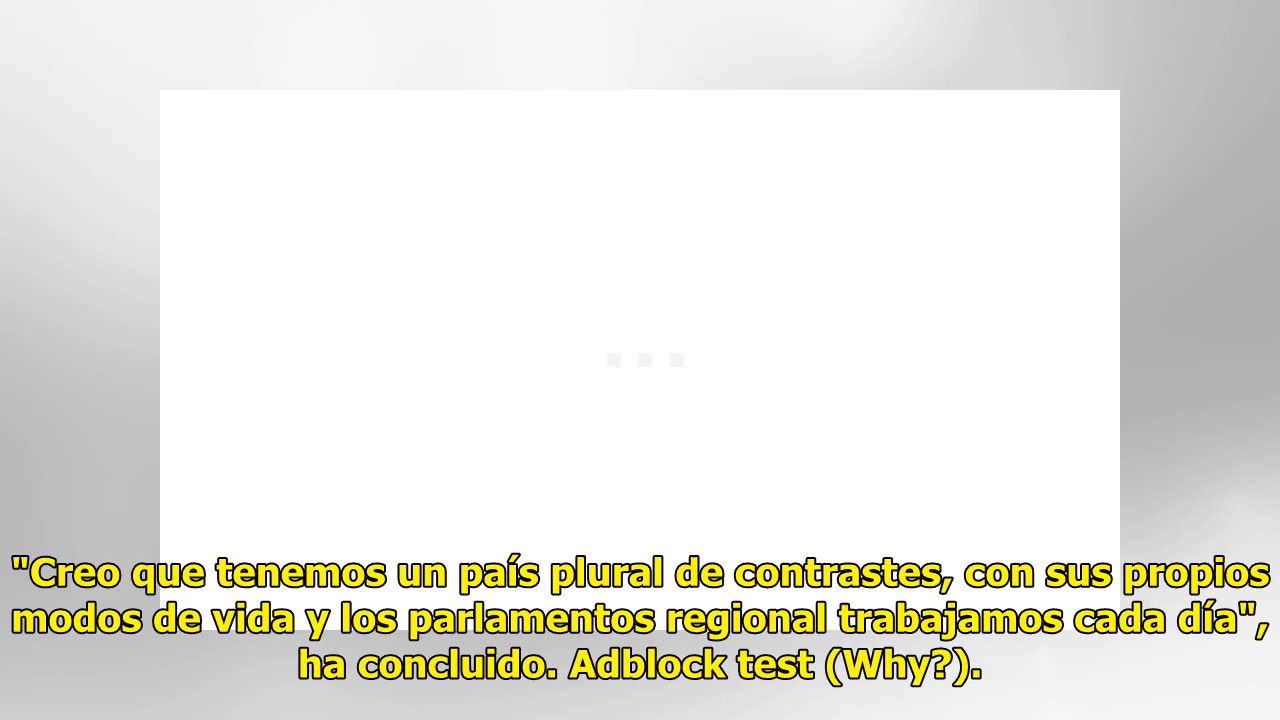 "Creo que tenemos un país plural de contrastes, con sus propios
modos de vida y los parlamentos regional trabajamos cada día",
ha concluido. Adblock test (Why?).